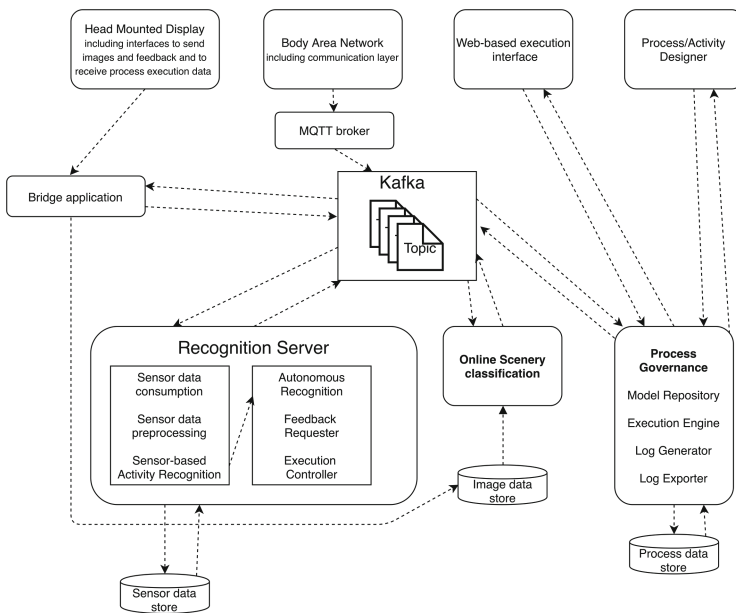 Head Mounted Display
including interfaces to send
images and feedback and to
receive process execution data
Body Area Network
including communication layer
Web-based execution
interface
Process/Activity
Designer
MQTT broker
Bridge application
Kafka
Topic
Recognition Server
Sensor data
consumption
Sensor data
preprocessing
Sensor-based
Activity Recognition
Autonomous
Recognition
Feedback
Requester
Execution
Controller
Online Scenery
classification
Process
Governance
Model Repository
Execution Engine
Log Generator
Log Exporter
Image data
store
Process data
store
Sensor data
store